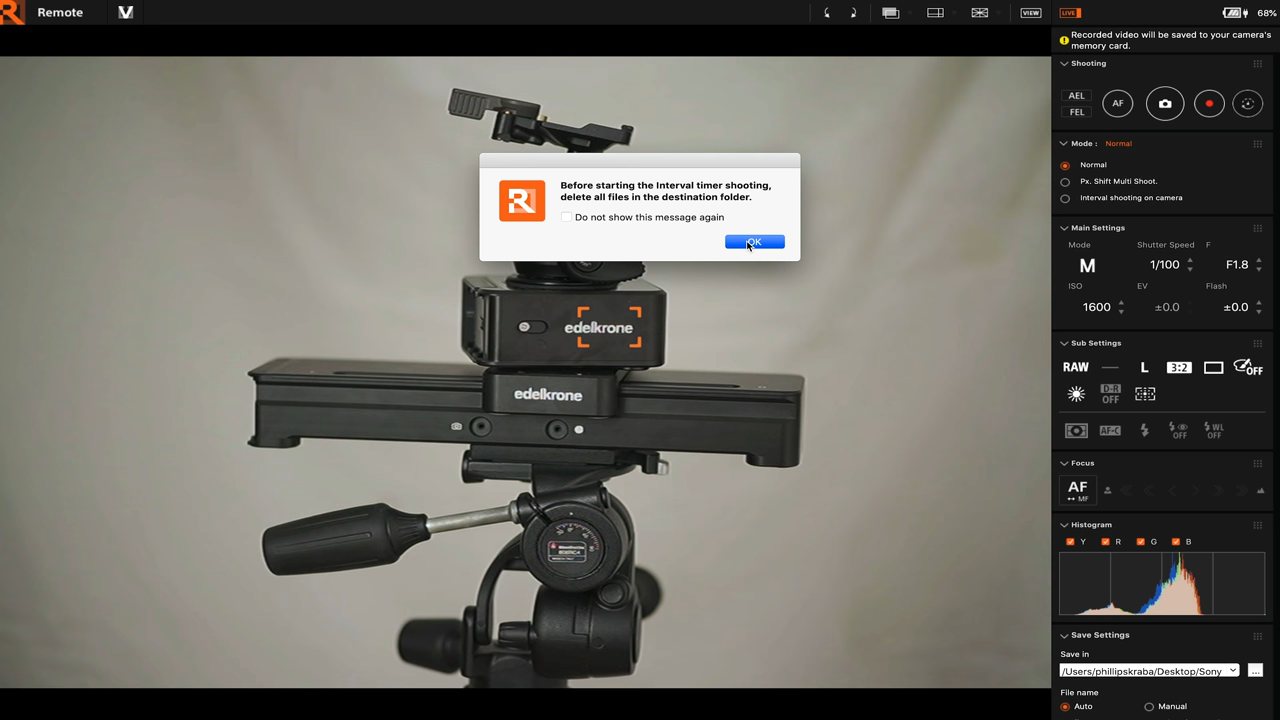 Remote
V
VIEW
LIVE
68%
Recorded video will be saved to your camera's
memory card.
Shooting
AEL
FEL
AF
Mode : Normal
Normal
Px. Shift Multi Shoot.
Interval shooting on camera
Main Settings
Mode Shutter Speed F
M 1/100 F1.8
ISO EV Flash
1600 ±0.0 ±0.0
Sub Settings
RAW — L 3:2 OFF
D-R
OFF
AF-C OFF WL
OFF
Focus
AF
↔ MF
Histogram
Y R G B
Save Settings
Save in
/Users/phillipskraba/Desktop/Sony ...
File name
Auto Manual
Before starting the Interval timer shooting,
delete all files in the destination folder.
Do not show this message again
OK
edelkrone
edelkrone